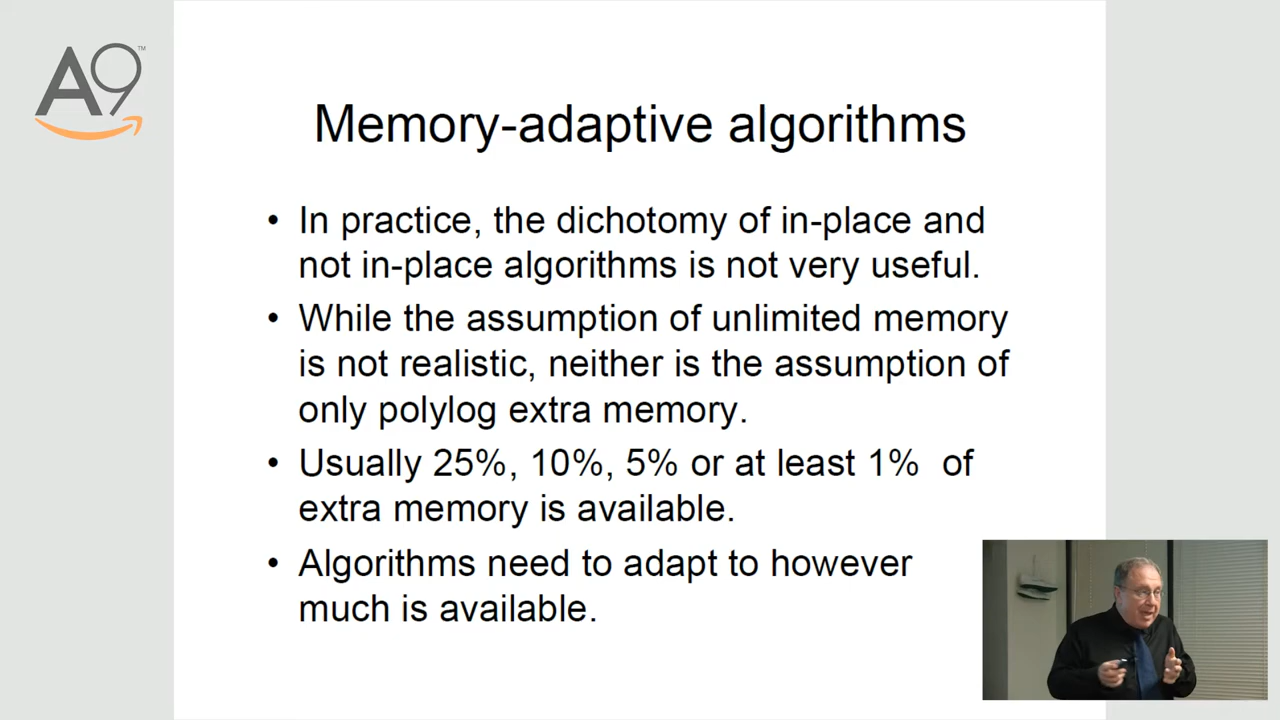 A9™
Memory-adaptive algorithms
• In practice, the dichotomy of in-place and
not in-place algorithms is not very useful.
• While the assumption of unlimited memory
is not realistic, neither is the assumption of
only polylog extra memory.
• Usually 25%, 10%, 5% or at least 1% of
extra memory is available.
• Algorithms need to adapt to however
much is available.